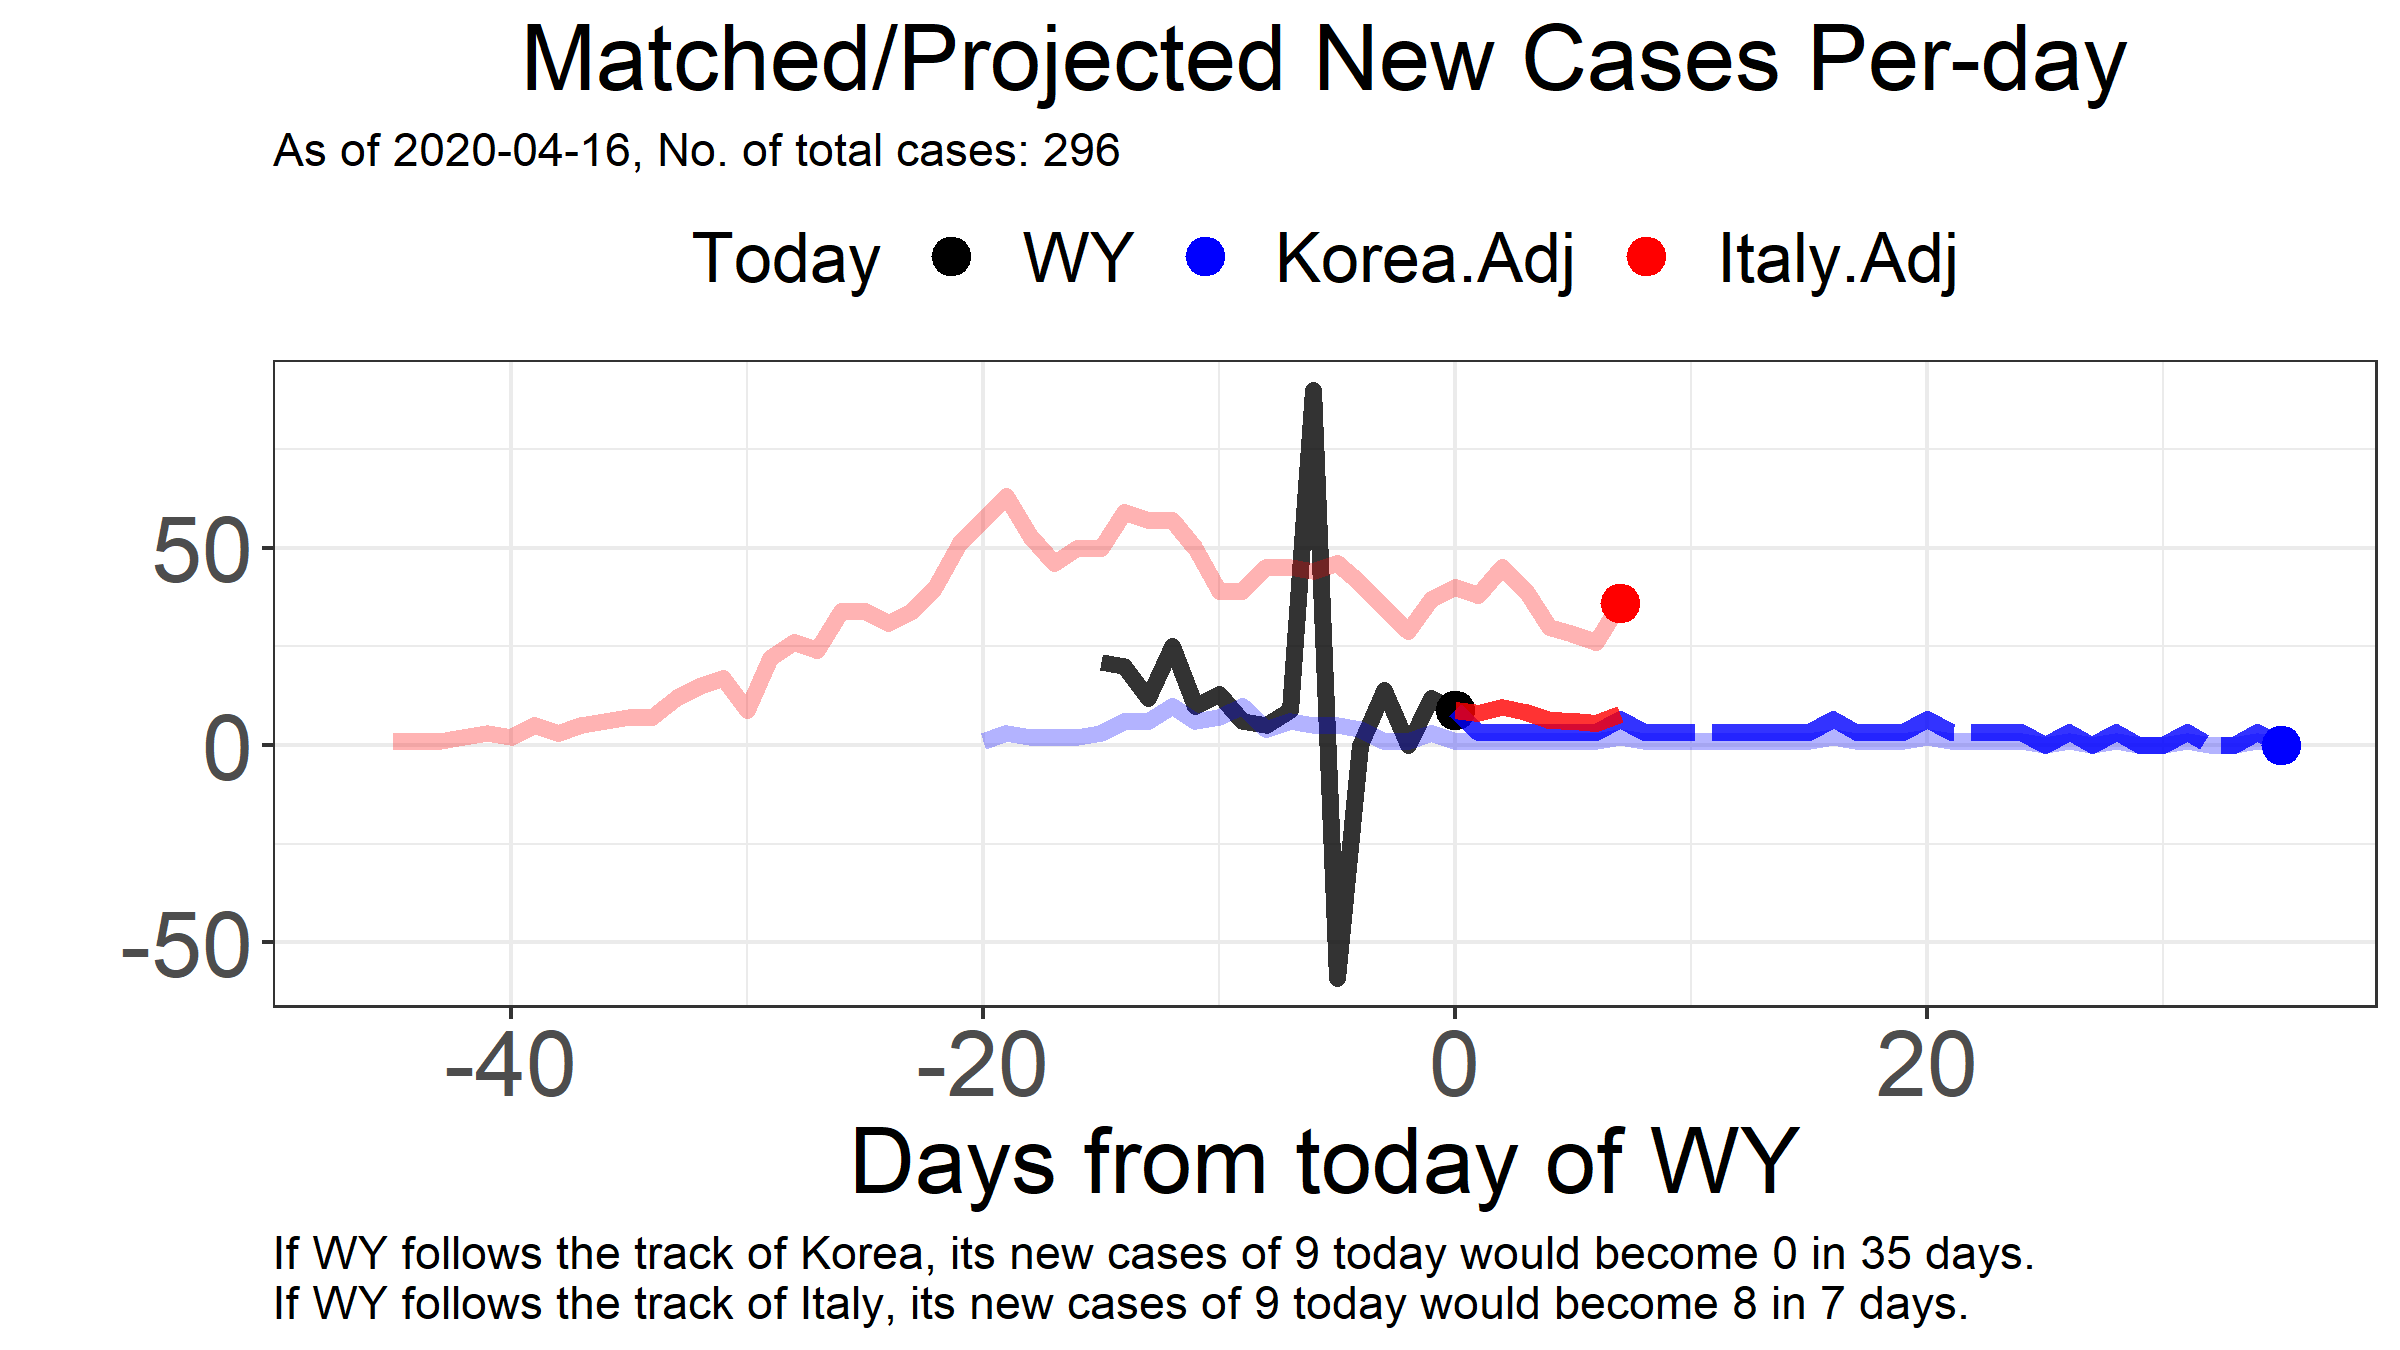 Matched/Projected New Cases Per-day
As of 2020-04-16, No. of total cases: 296
Today WY Korea.Adj Italy.Adj
50
0
-50
-40 -20 0 20
Days from today of WY
If WY follows the track of Korea, its new cases of 9 today would become 0 in 35 days.
If WY follows the track of Italy, its new cases of 9 today would become 8 in 7 days.